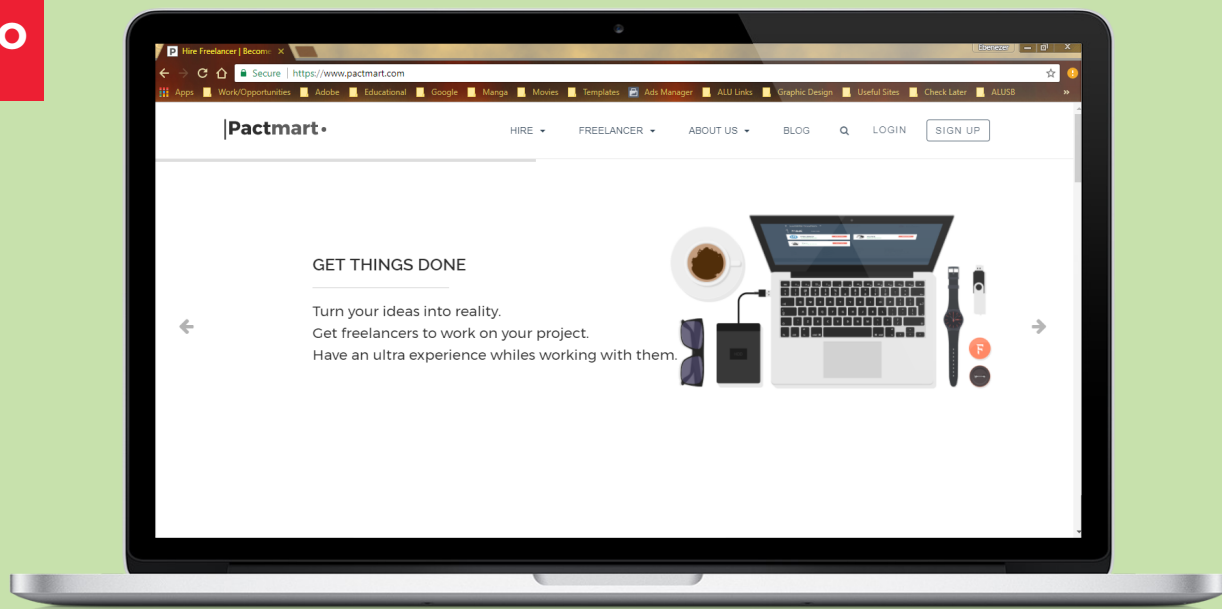 O
Hire Freelancer | Become
Ebenezer
Secure | https://www.pactmart.com
Apps Work/Opportunities Adobe Educational Google Manga Movies Templates Ads Manager ALU Links Graphic Design Useful Sites Check Later ALUSB
|Pactmart•
HIRE FREELANCER ABOUT US BLOG LOGIN SIGN UP
GET THINGS DONE
Turn your ideas into reality.
Get freelancers to work on your project.
Have an ultra experience whiles working with them.
F